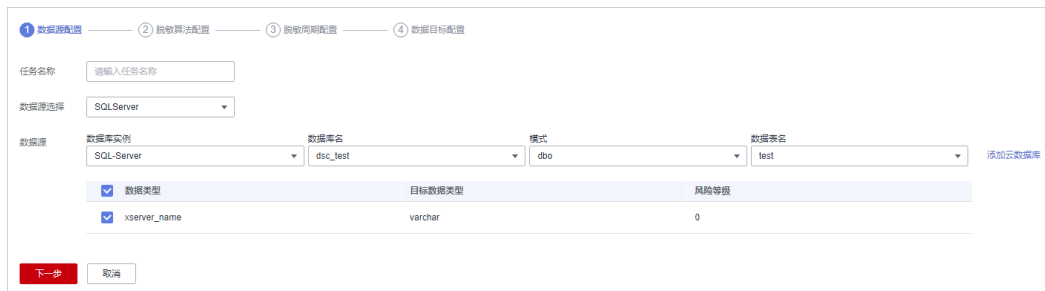 1 数据源配置 2 脱敏算法配置 3 脱敏周期配置 4 数据目标配置
任务名称 请输入任务名称
数据源选择 SQLServer
数据源 数据库实例 数据库名 模式 数据表名
SQL-Server dsc_test dbo test 添加云数据库
数据类型 目标数据类型 风险等级
xserver_name varchar 0
下一步 取消